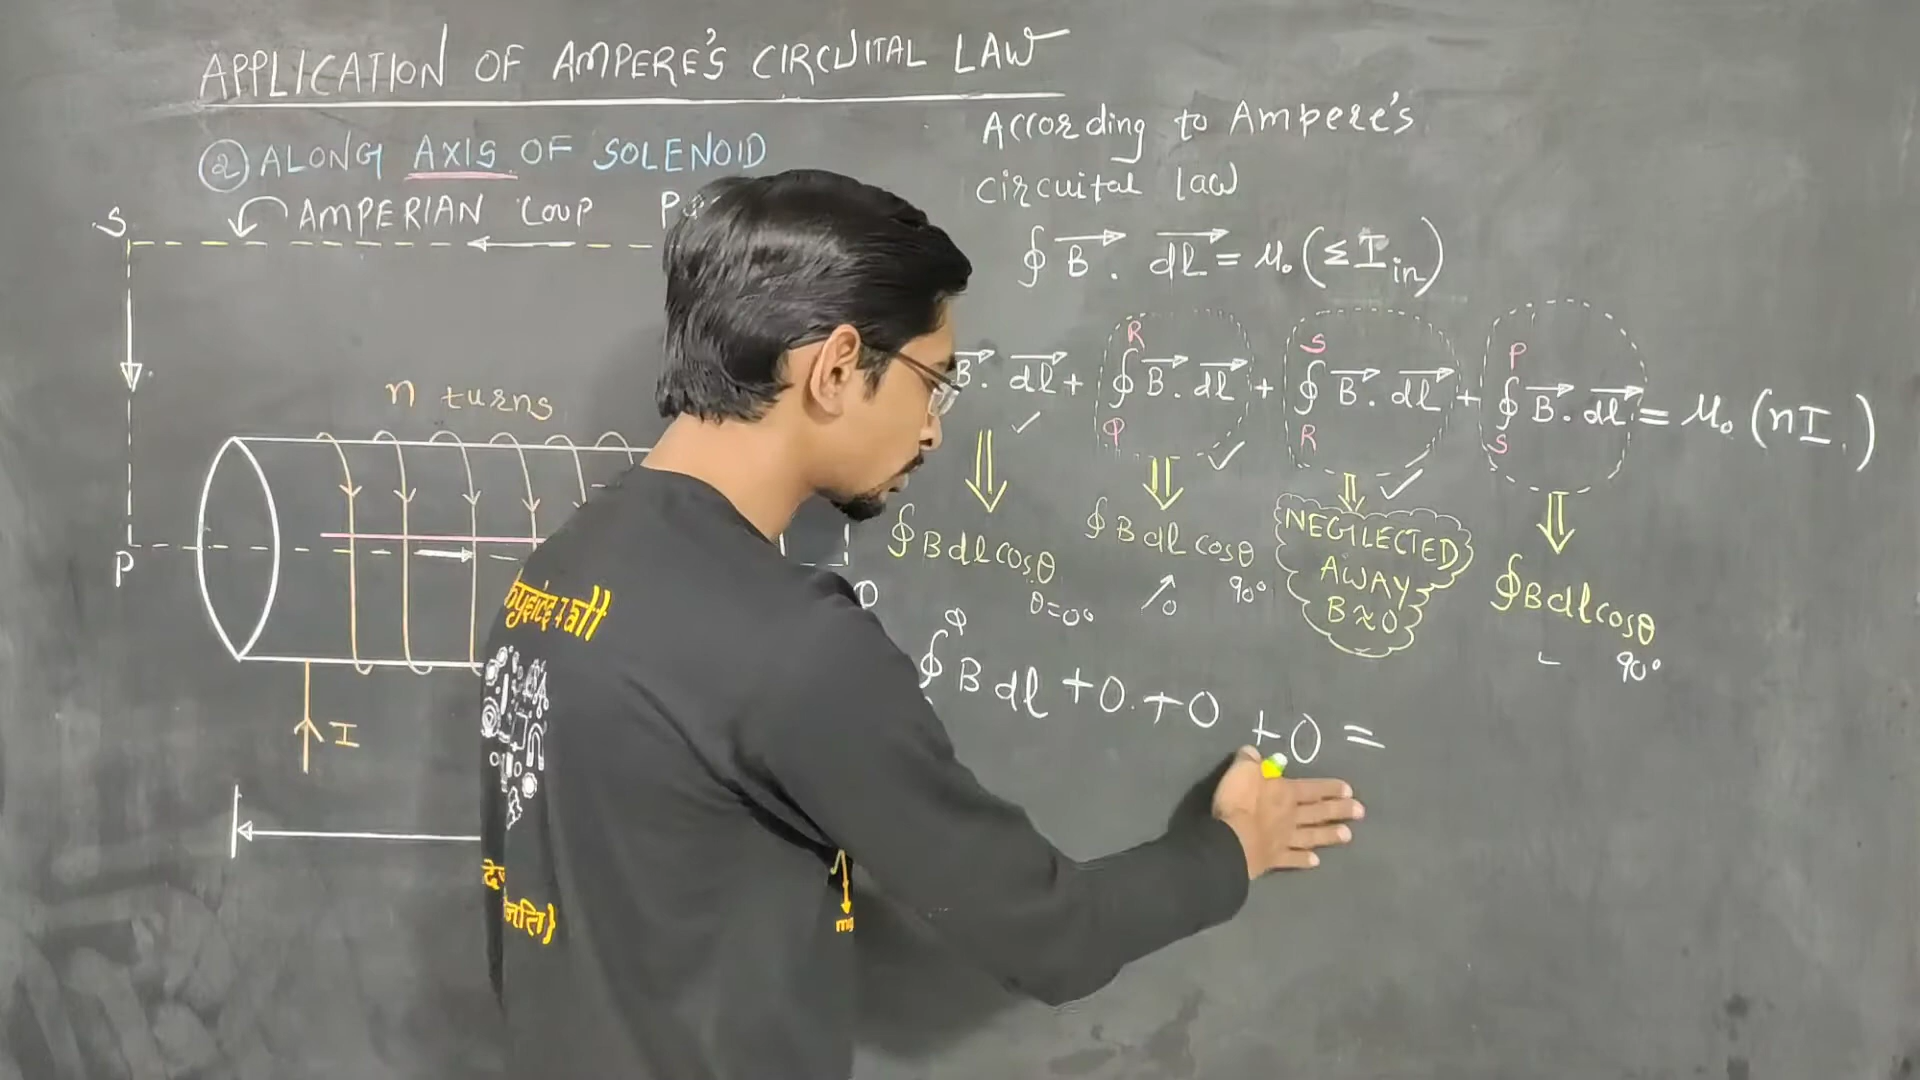 APPLICATION OF AMPERE'S CIRCUITAL LAW
② ALONG AXIS OF SOLENOID
AMPERIAN LOUP
S
P
n turns
I
According to Ampere's
circuital law
∮ B⃗ . dl⃗ = μ₀ (Σ I in)
B⃗ . dl⃗ + ∮ B⃗ . dl⃗ + ∮ B⃗ . dl⃗ + ∮ B⃗ . dl⃗ = μ₀ (nI)
R
φ
S
R
P
S
∮ B dl cosθ
θ=0°
∮ B dl cosθ
0
90°
NEGLECTED
AWAY
B≈0
∮ B dl cosθ
90°
φ
∮ B dl + 0 + 0 + 0 =